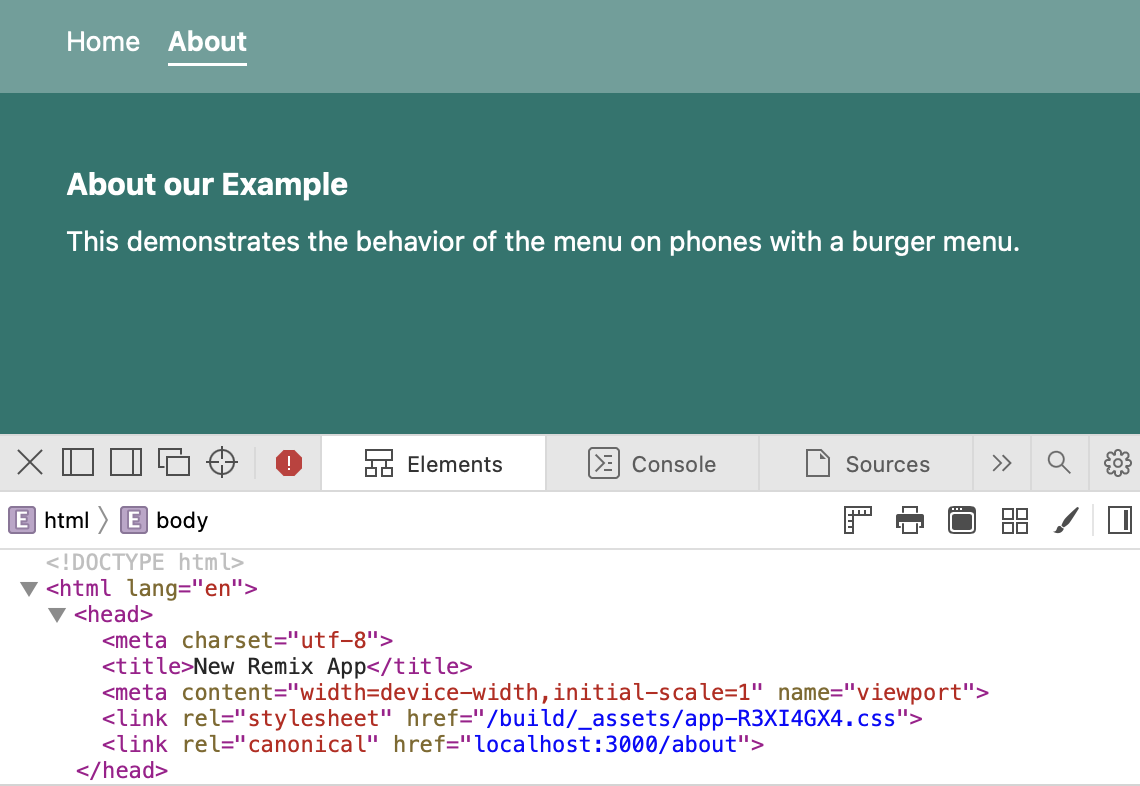 Home About
About our Example
This demonstrates the behavior of the menu on phones with a burger menu.
Elements Console Sources
E html E body
<!DOCTYPE html>
<html lang="en">
<head>
<meta charset="utf-8">
<title>New Remix App</title>
<meta content="width=device-width,initial-scale=1" name="viewport">
<link rel="stylesheet" href="/build/_assets/app-R3XI4GX4.css">
<link rel="canonical" href="localhost:3000/about">
</head>